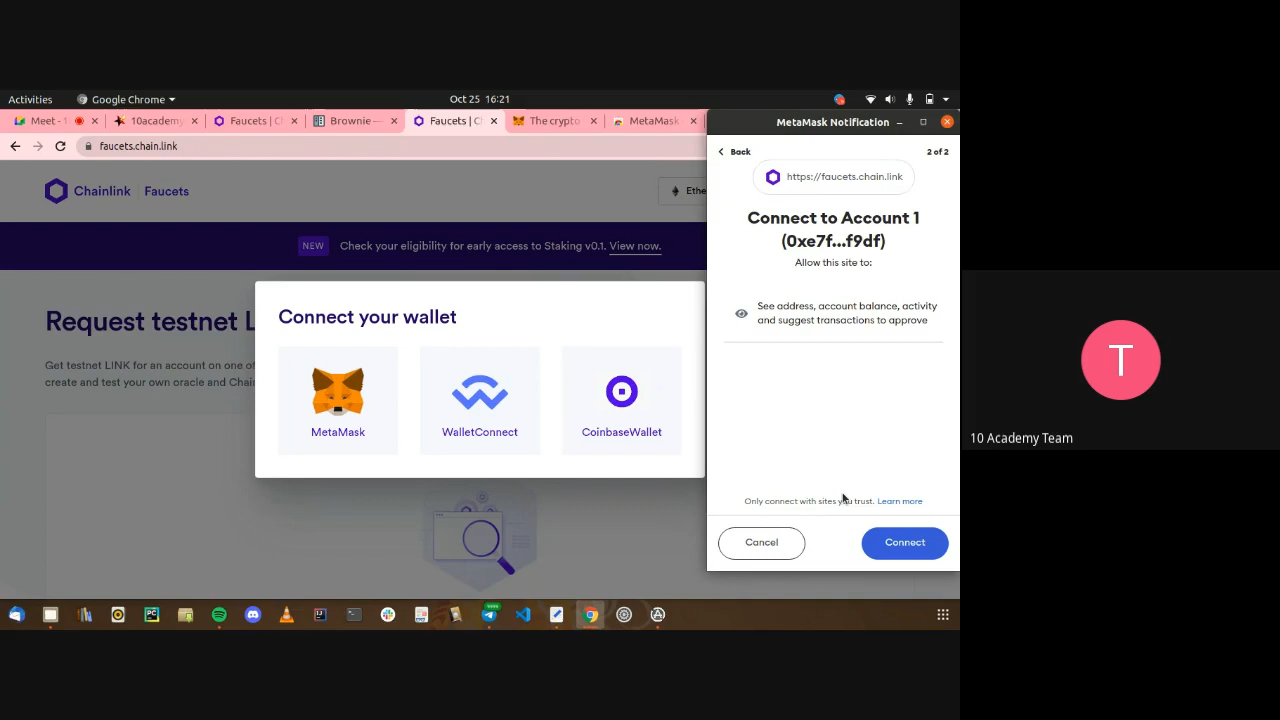 Activities
Google Chrome
Oct 25 16:21
Meet - 1
10academy
Faucets | C
Brownie —
Faucets | C
The crypto
MetaMask
faucets.chain.link
Chainlink
Faucets
Ethe
NEW
Check your eligibility for early access to Staking v0.1. View now.
Request testnet L
Get testnet LINK for an account on one of
create and test your own oracle and Chain
Connect your wallet
MetaMask
WalletConnect
CoinbaseWallet
MetaMask Notification
Back
2 of 2
https://faucets.chain.link
Connect to Account 1
(0xe7f...f9df)
Allow this site to:
See address, account balance, activity
and suggest transactions to approve
Only connect with sites you trust. Learn more
Cancel
Connect
T
10 Academy Team